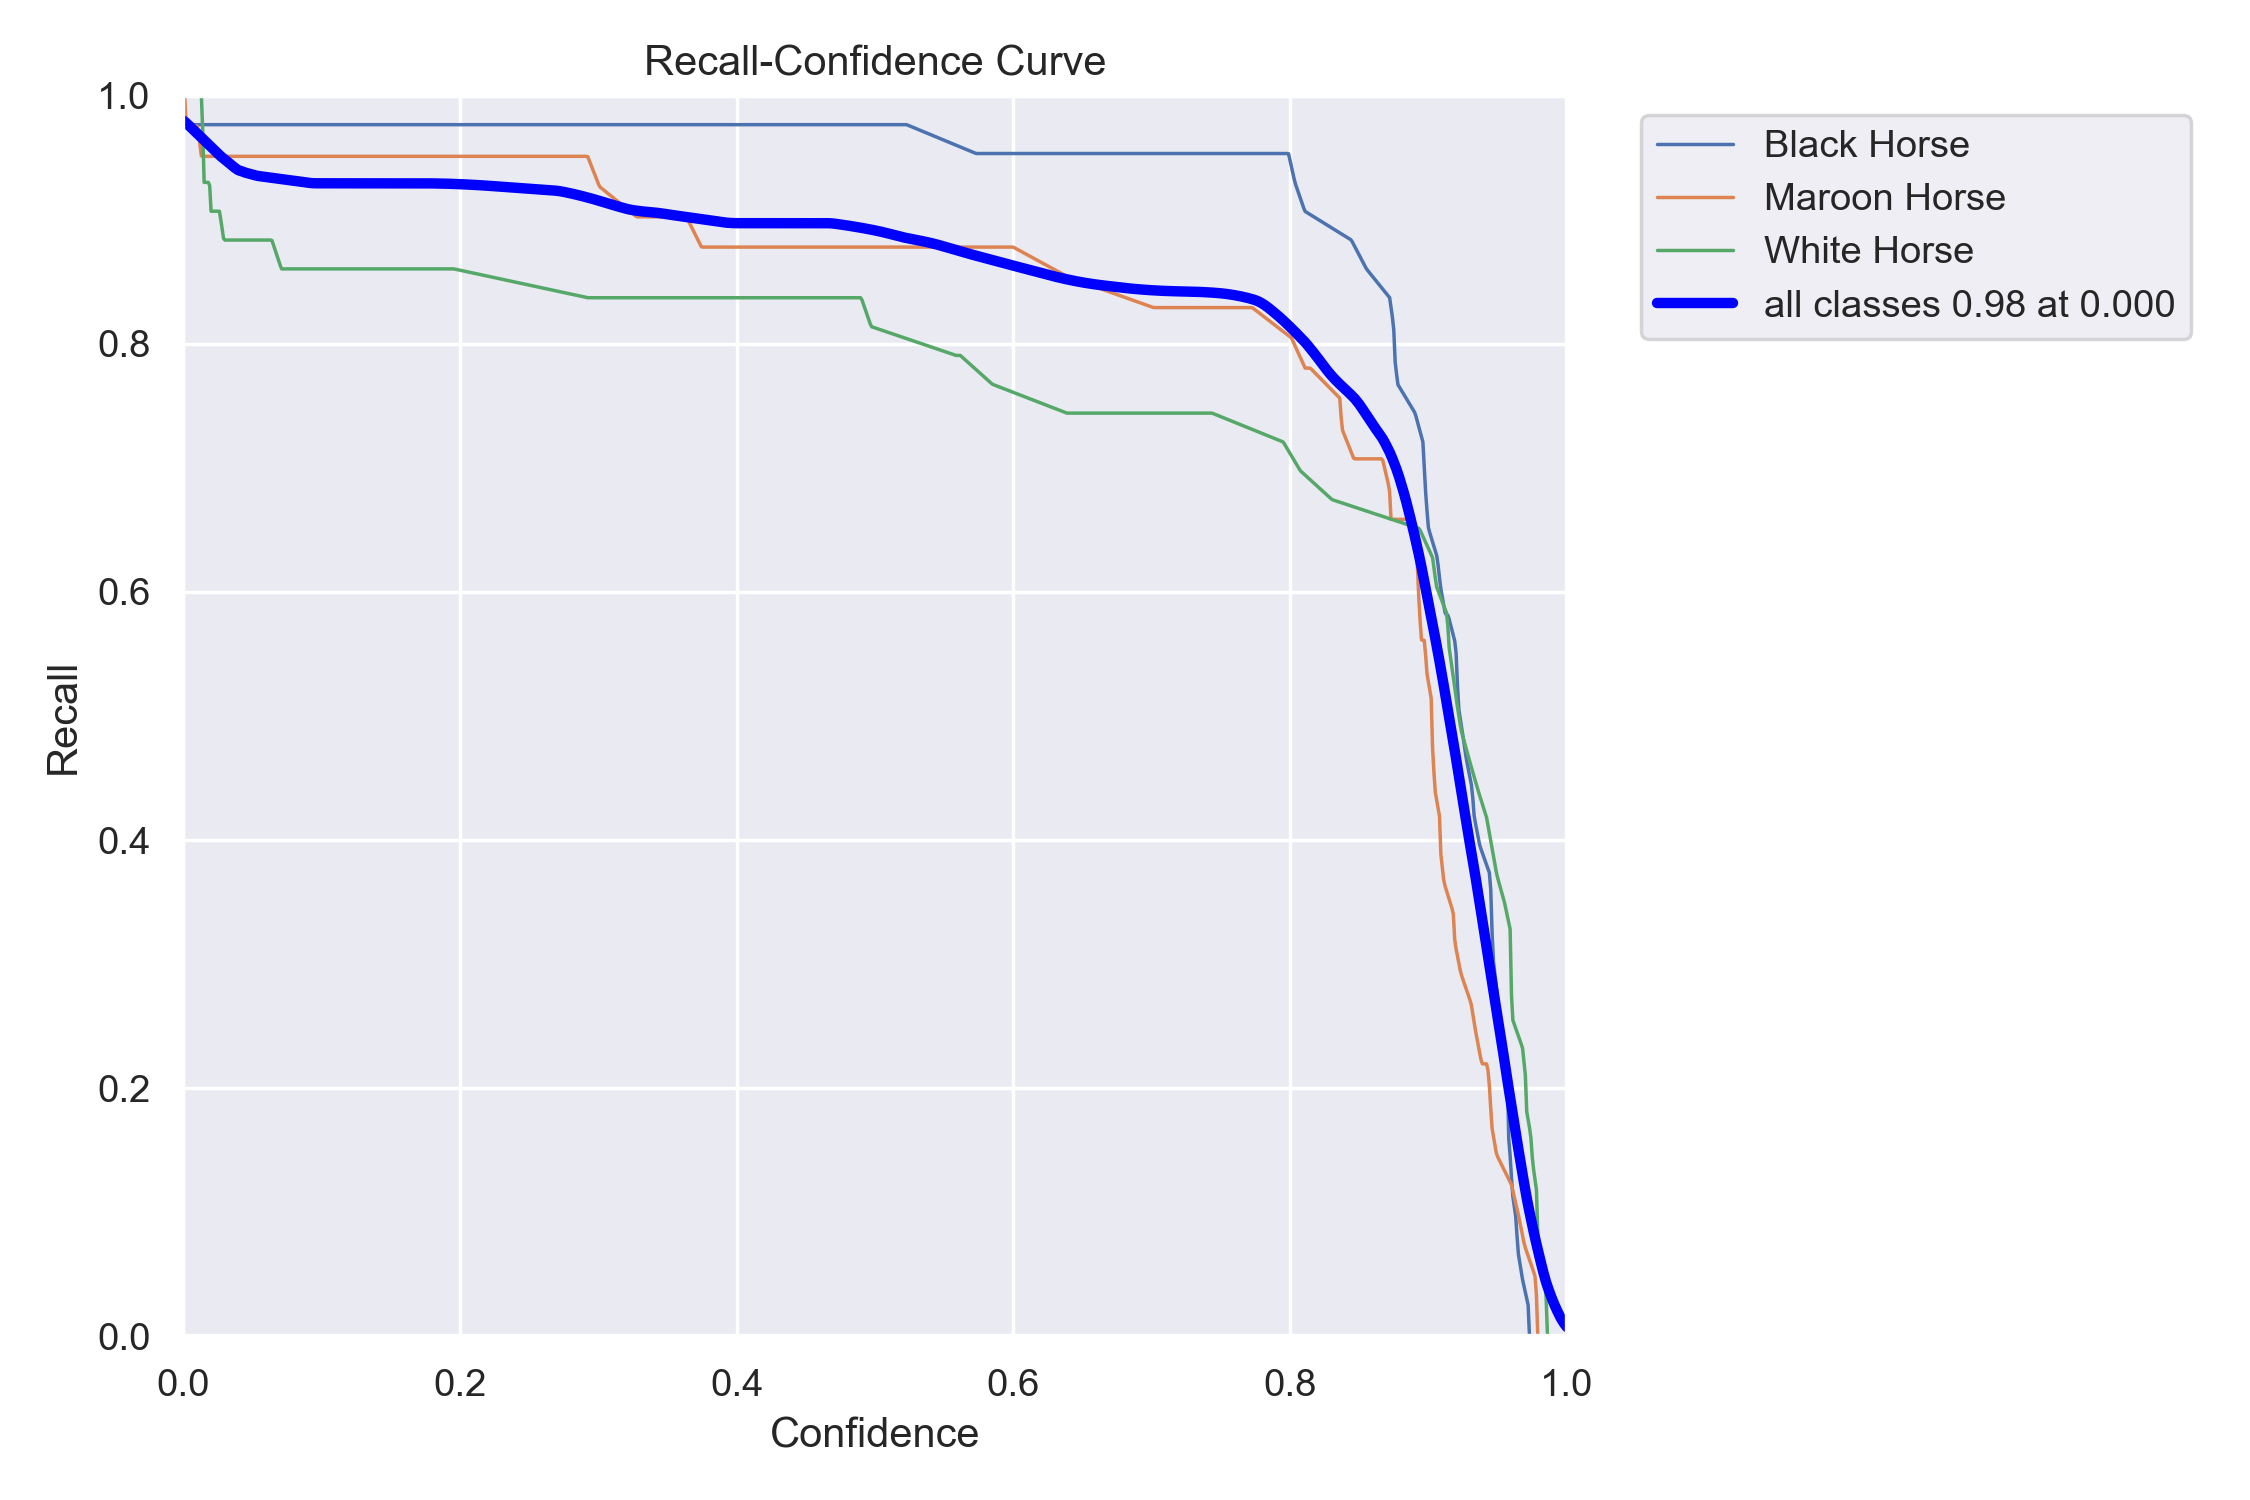 Recall-Confidence Curve
1.0
0.8
0.6
0.4
0.2
0.0
Recall
0.0 0.2 0.4 0.6 0.8 1.0
Confidence
Black Horse
Maroon Horse
White Horse
all classes 0.98 at 0.000